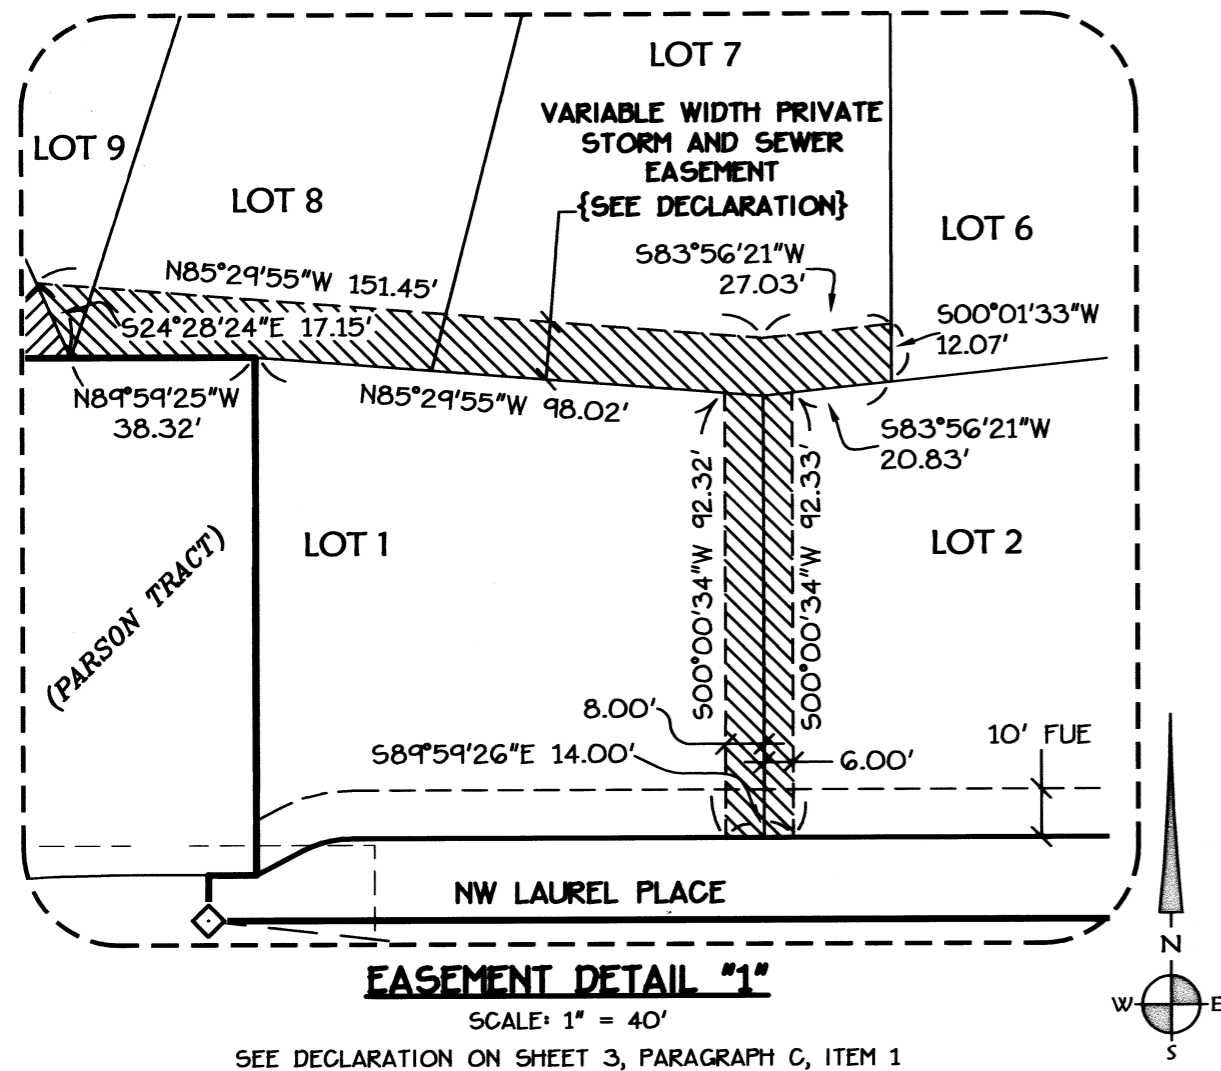 LOT 7
VARIABLE WIDTH PRIVATE
STORM AND SEWER
EASEMENT
{SEE DECLARATION}
LOT 9
LOT 8
LOT 6
S83°56'21"W
27.03'
N85°29'55"W 151.45'
S24°28'24"E 17.15'
S00°01'33"W
12.07'
N89°59'25"W
38.32'
N85°29'55"W 98.02'
S83°56'21"W
20.83'
(PARSON TRACT)
LOT 1
S00°00'34"W 92.32'
S00°00'34"W 92.33'
LOT 2
8.00'
S89°59'26"E 14.00'
6.00'
10' FUE
NW LAUREL PLACE
EASEMENT DETAIL "1"
SCALE: 1" = 40'
SEE DECLARATION ON SHEET 3, PARAGRAPH C, ITEM 1
N
W
E
S